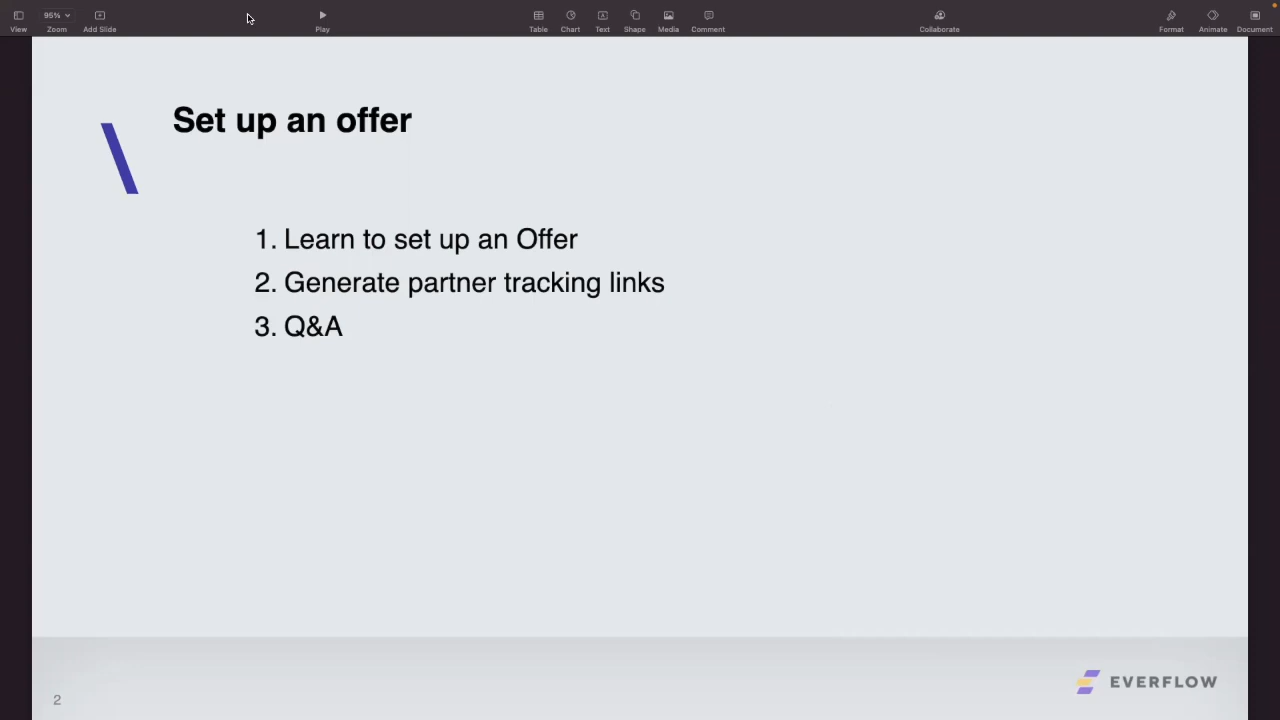 95%
View
Zoom
Add Slide
Play
Table
Chart
Text
Shape
Media
Comment
Collaborate
Format
Animate
Document
Set up an offer
1. Learn to set up an Offer
2. Generate partner tracking links
3. Q&A
2
EVERFLOW